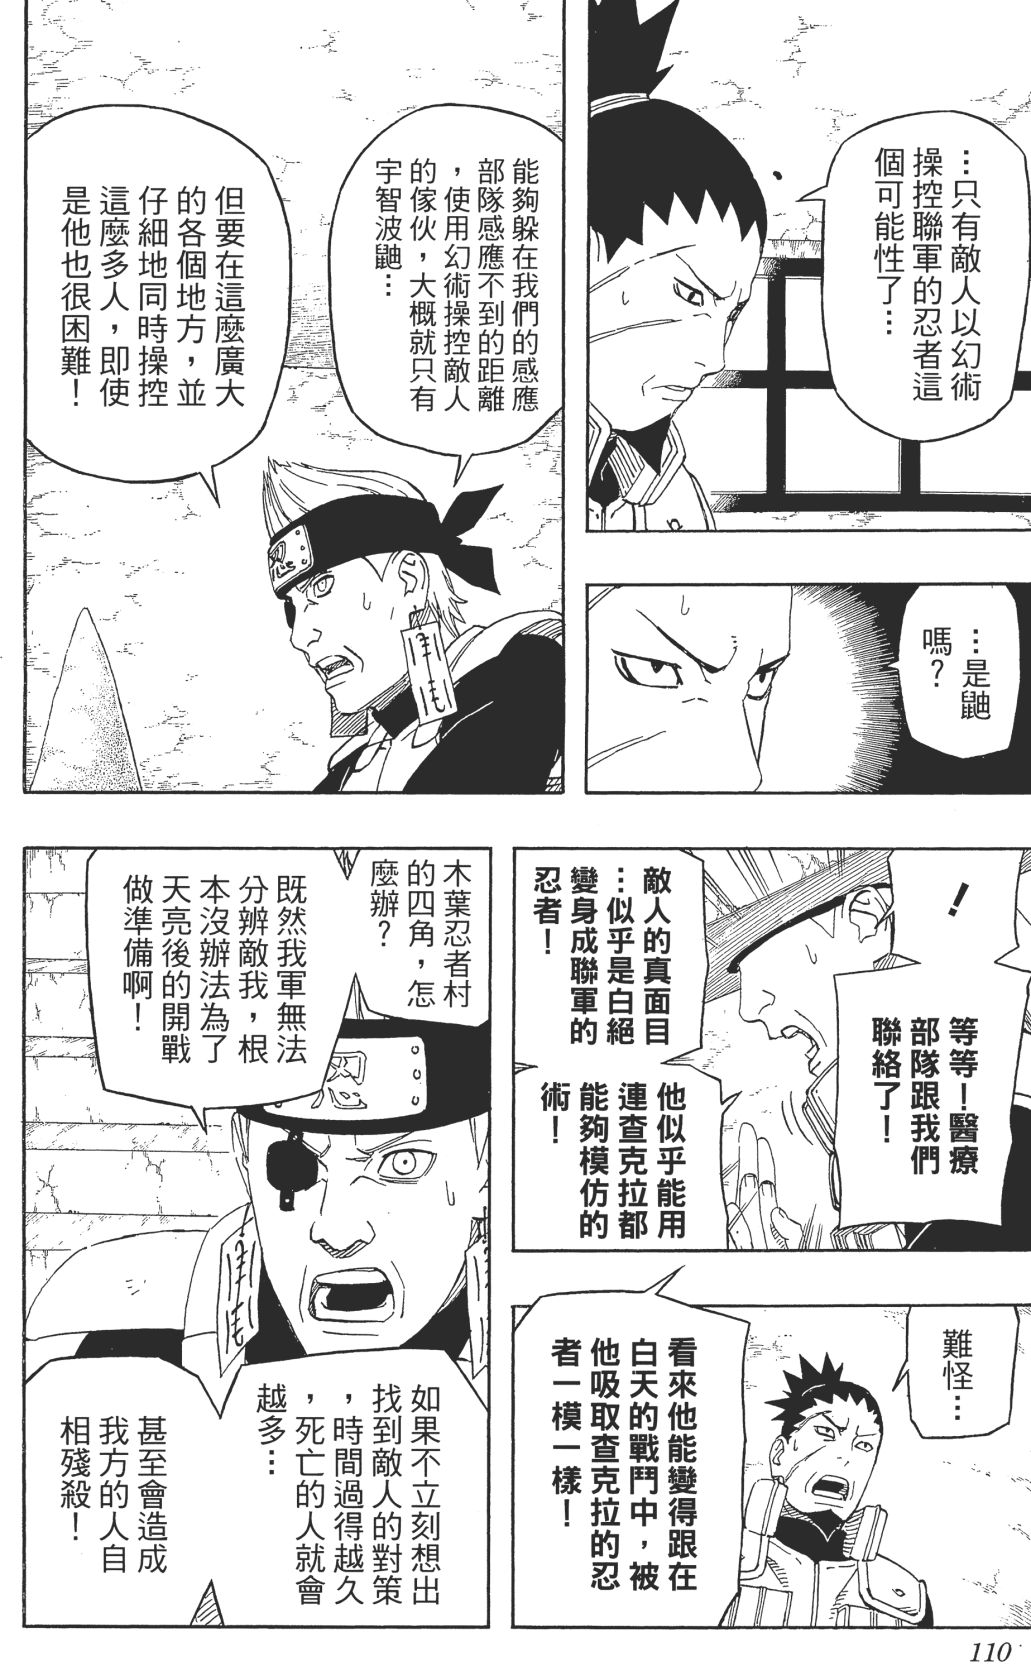 …只有敵人以幻術
操控聯軍的忍者這
個可能性了…
…是鼬
嗎？
能夠躲在我們的感應
部隊感應不到的距離
，使用幻術操控敵人
的傢伙，大概就只有
宇智波鼬…
但要在這麼廣大
的各個地方，並
仔細地同時操控
這麼多人，即使
是他也很困難！
！
等等！醫療
部隊跟我們
聯絡了！
敵人的真面目
…似乎是白絕
變身成聯軍的
忍者！
他似乎能用
連查克拉都
能夠模仿的
術！
難怪…
看來他能變得跟在
白天的戰鬥中，被
他吸取查克拉的忍
者一模一樣！
木葉忍者村
的四角，怎
麼辦？
既然我軍無法
分辨敵我，根
本沒辦法為了
天亮後的開戰
做準備啊！
如果不立刻想出
找到敵人的對策
，時間過得越久
，死亡的人就會
越多…
甚至會造成
我方的人自
相殘殺！
忍
忍
110